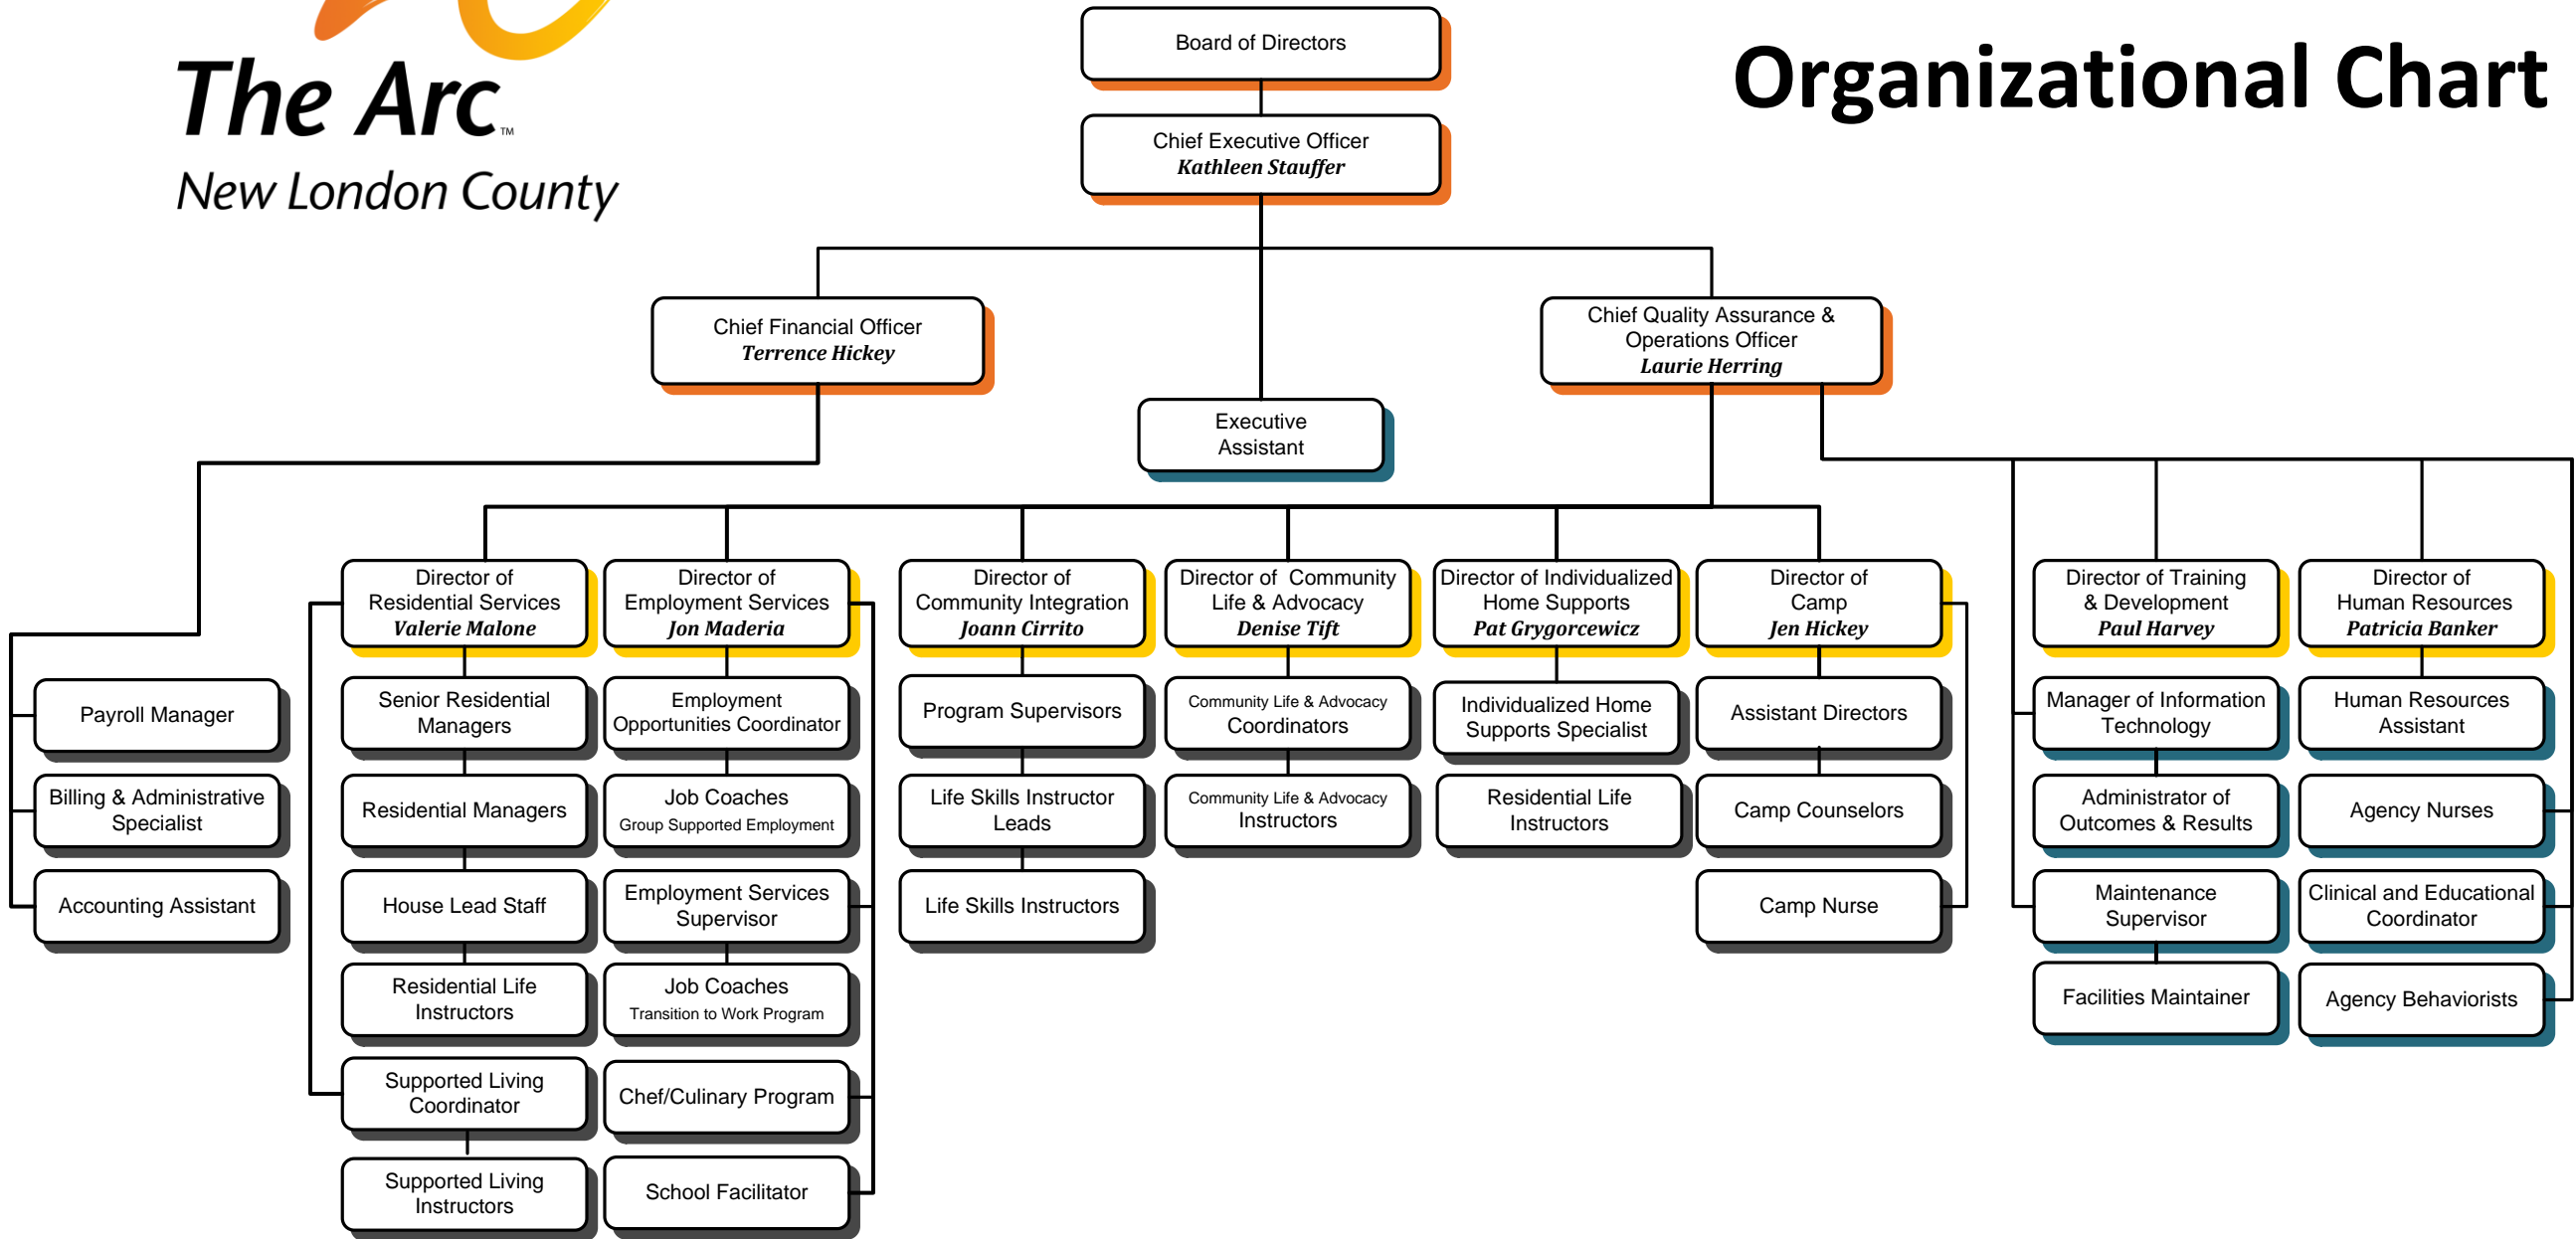 The Arc™
New London County
Organizational Chart
Board of Directors
Chief Executive Officer
Kathleen Stauffer
Chief Financial Officer
Terrence Hickey
Chief Quality Assurance &
Operations Officer
Laurie Herring
Executive
Assistant
Payroll Manager
Billing & Administrative
Specialist
Accounting Assistant
Director of
Residential Services
Valerie Malone
Senior Residential
Managers
Residential Managers
House Lead Staff
Residential Life
Instructors
Supported Living
Coordinator
Supported Living
Instructors
Director of
Employment Services
Jon Maderia
Employment
Opportunities Coordinator
Job Coaches
Group Supported Employment
Employment Services
Supervisor
Job Coaches
Transition to Work Program
Chef/Culinary Program
School Facilitator
Director of
Community Integration
Joann Cirrito
Program Supervisors
Life Skills Instructor
Leads
Life Skills Instructors
Director of Community
Life & Advocacy
Denise Tift
Community Life & Advocacy
Coordinators
Community Life & Advocacy
Instructors
Director of Individualized
Home Supports
Pat Grygorcewicz
Individualized Home
Supports Specialist
Residential Life
Instructors
Director of
Camp
Jen Hickey
Assistant Directors
Camp Counselors
Camp Nurse
Director of Training
& Development
Paul Harvey
Manager of Information
Technology
Administrator of
Outcomes & Results
Maintenance
Supervisor
Facilities Maintainer
Director of
Human Resources
Patricia Banker
Human Resources
Assistant
Agency Nurses
Clinical and Educational
Coordinator
Agency Behaviorists